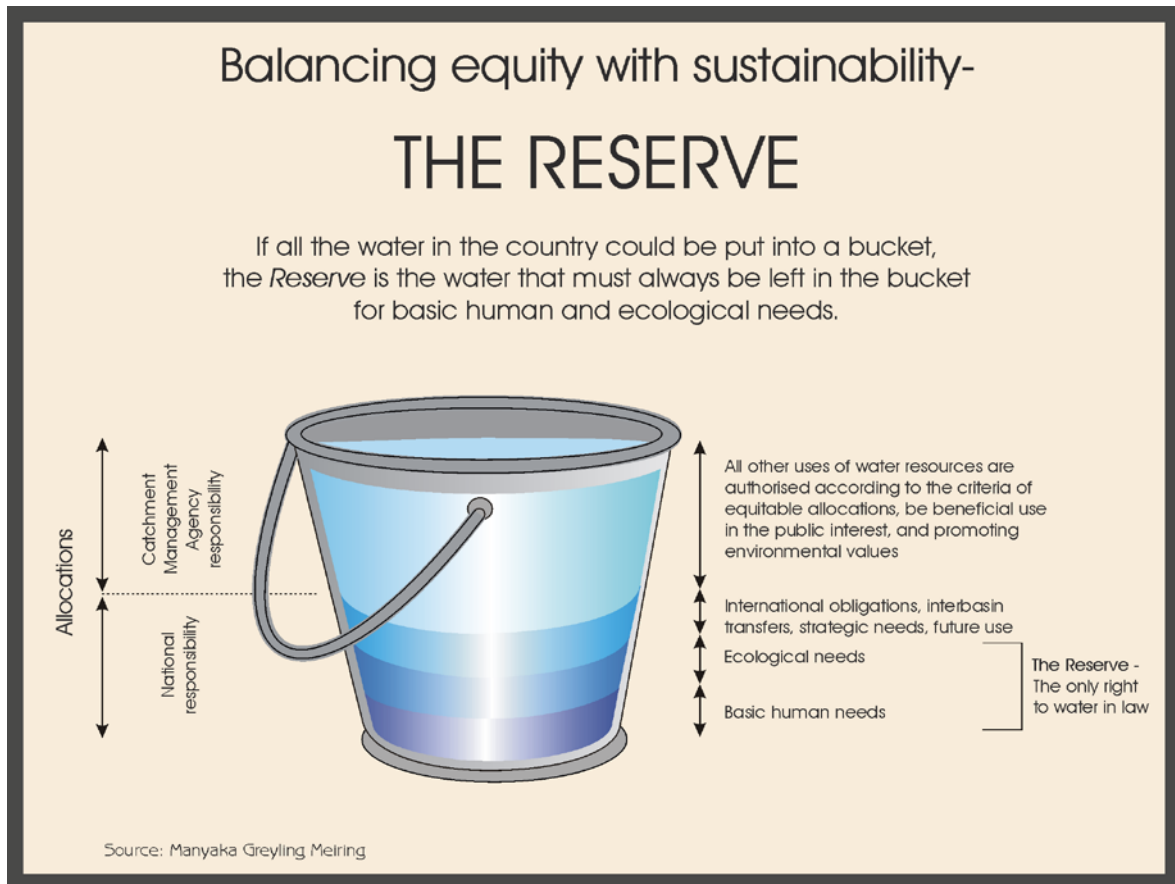 Balancing equity with sustainability-
THE RESERVE
If all the water in the country could be put into a bucket,
the Reserve is the water that must always be left in the bucket
for basic human and ecological needs.
Allocations
Catchment
Management
Agency
responsibility
National
responsibility
All other uses of water resources are
authorised according to the criteria of
equitable allocations, be beneficial use
in the public interest, and promoting
environmental values
International obligations, interbasin
transfers, strategic needs, future use
Ecological needs
Basic human needs
The Reserve -
The only right
to water in law
Source: Manyaka Greyling Meiring